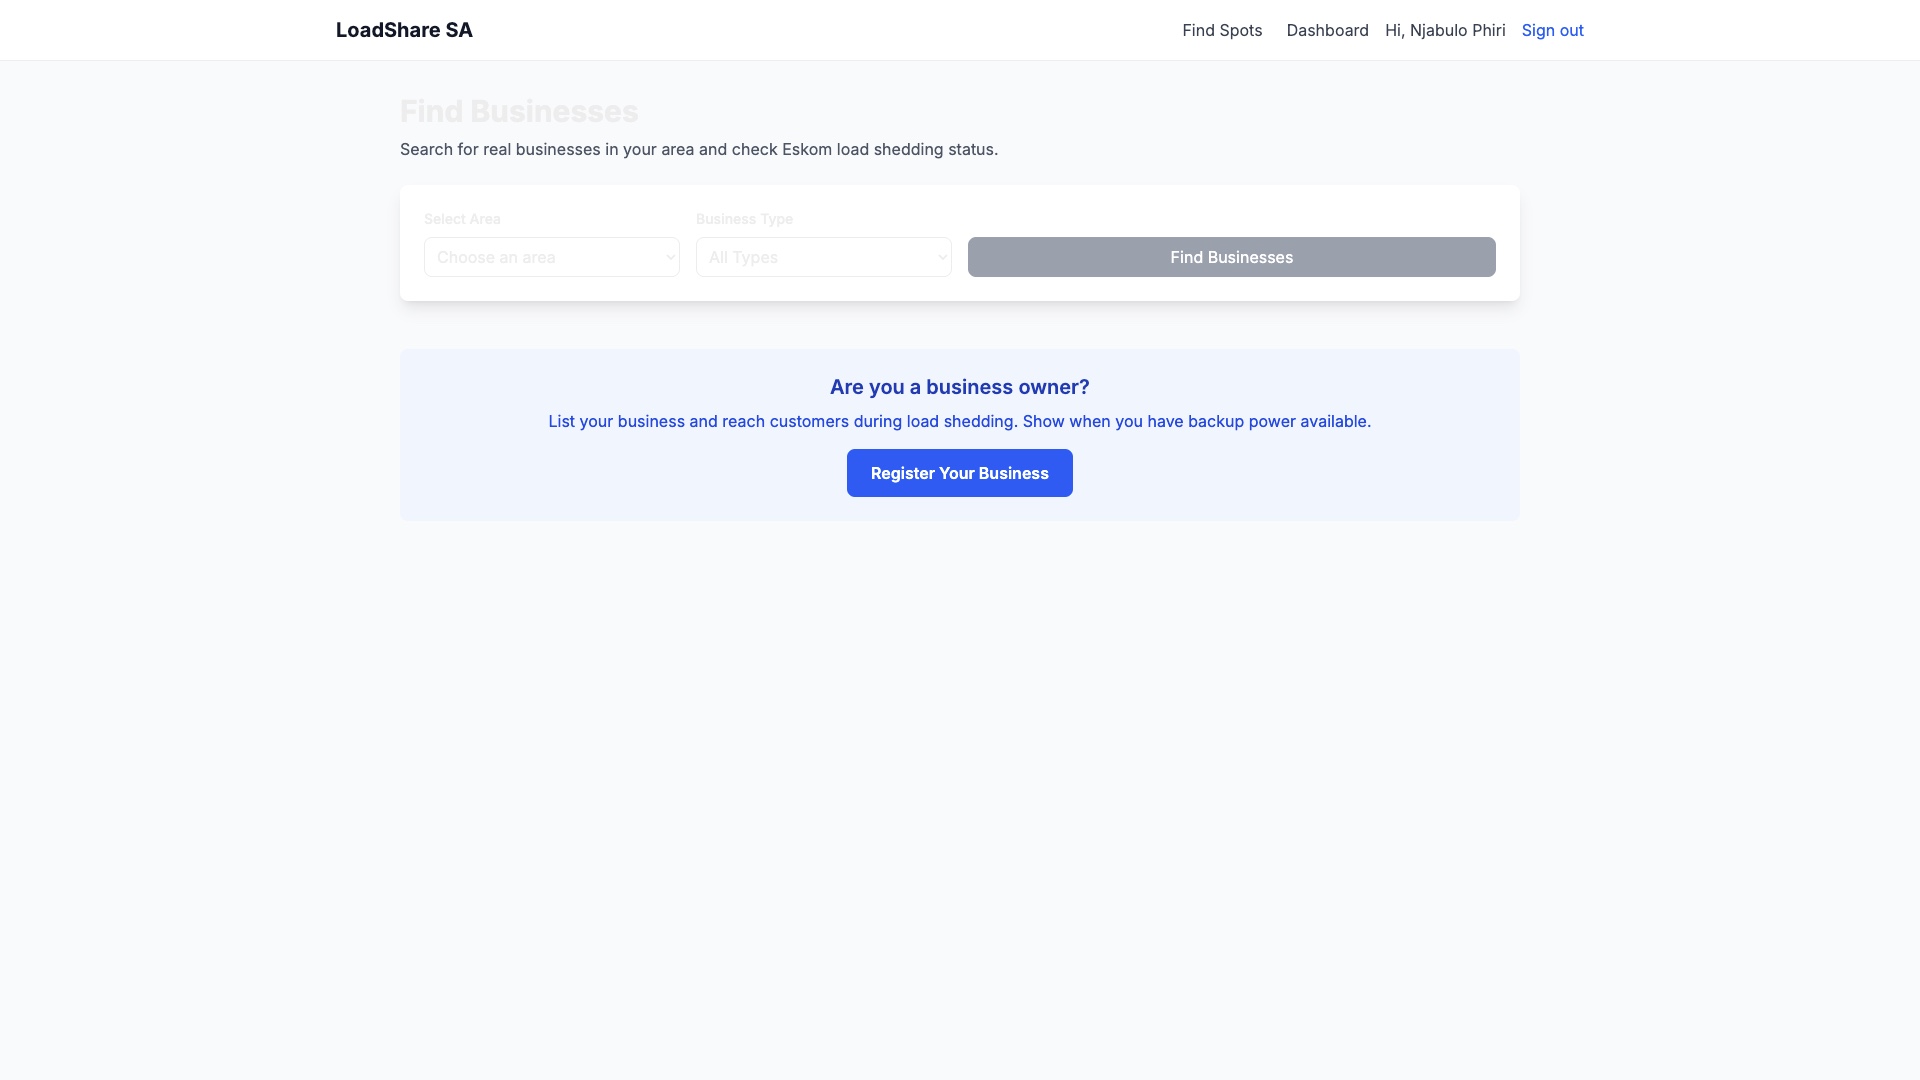 LoadShare SA
Find Spots Dashboard Hi, Njabulo Phiri Sign out
Find Businesses
Search for real businesses in your area and check Eskom load shedding status.
Select Area Business Type
Choose an area All Types Find Businesses
Are you a business owner?
List your business and reach customers during load shedding. Show when you have backup power available.
Register Your Business